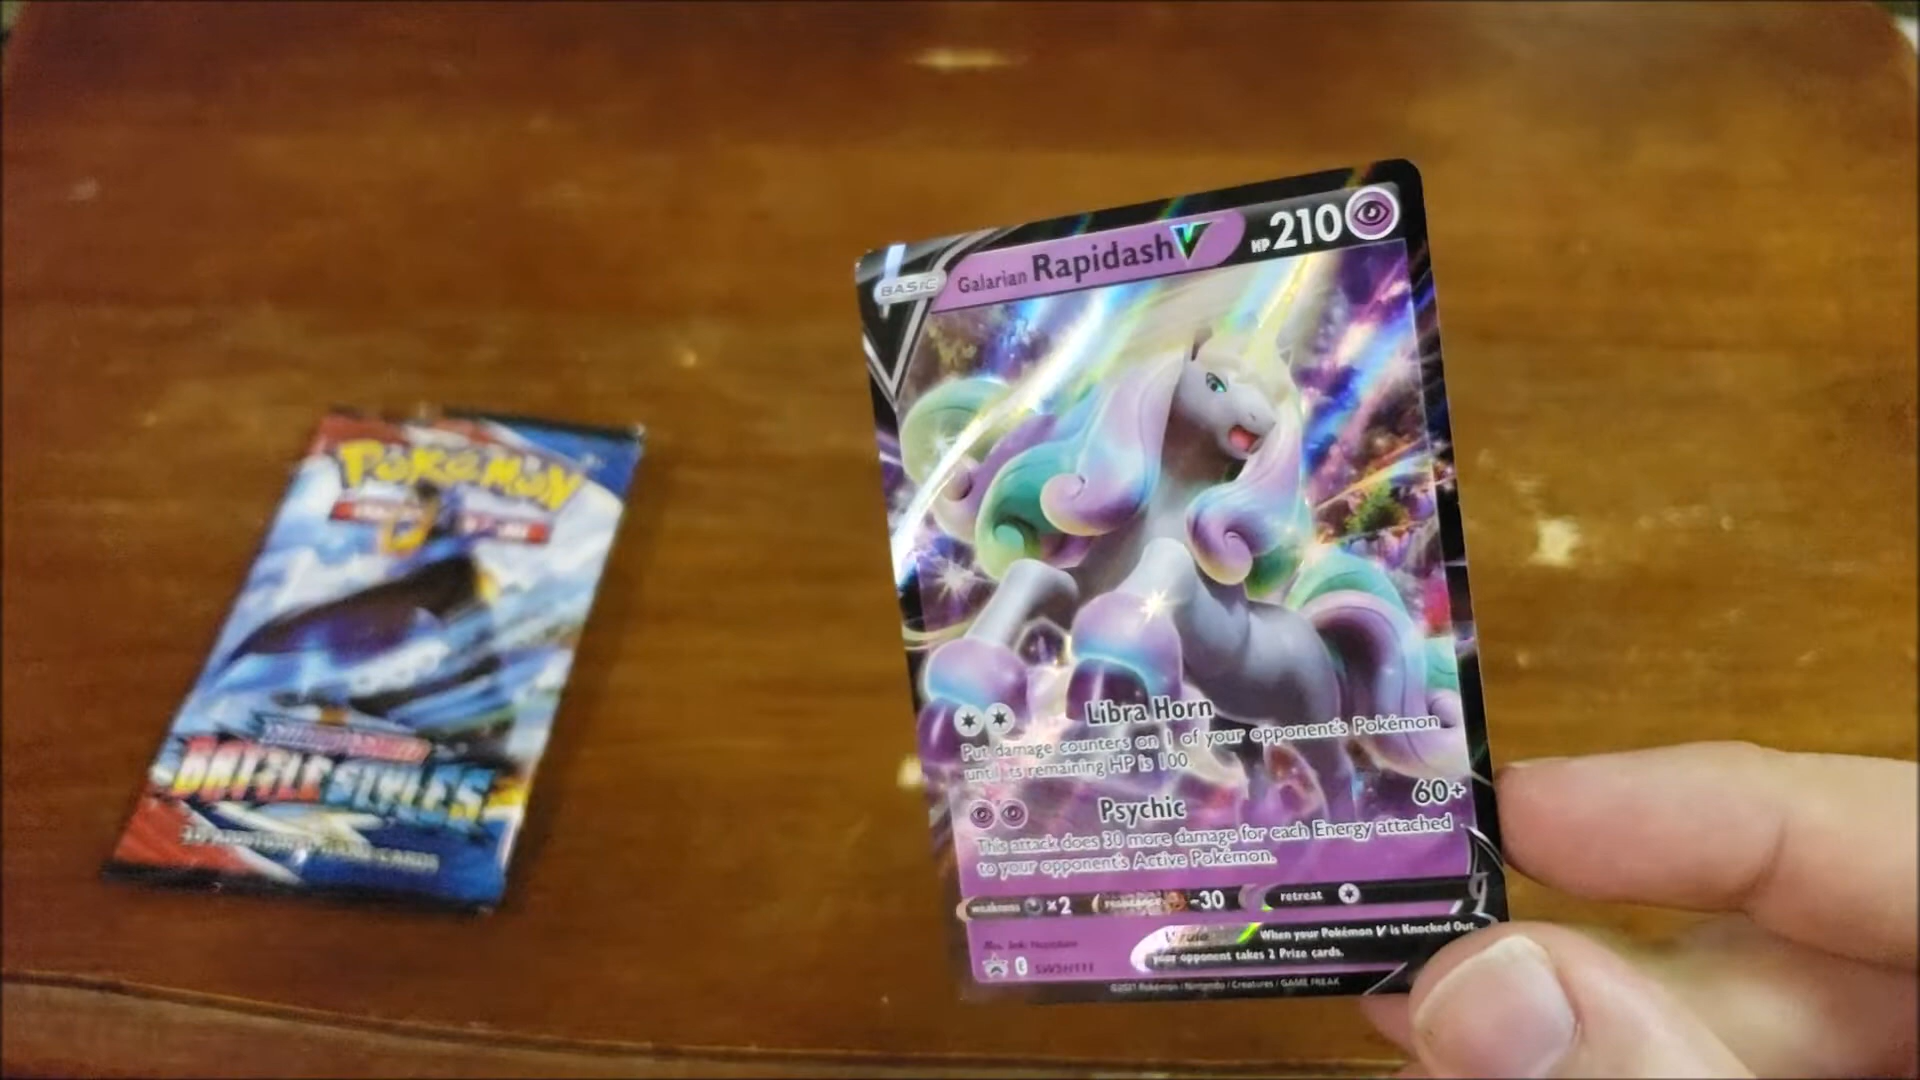 POKéMON
BATTLE STYLES
BASIC
Galarian Rapidash V
HP 210
Libra Horn
Put damage counters on 1 of your opponent's Pokémon
until its remaining HP is 100.
Psychic 60+
This attack does 30 more damage for each Energy attached
to your opponent's Active Pokémon.
weakness ×2 resistance -30 retreat
V rule When your Pokémon V is Knocked Out,
your opponent takes 2 Prize cards.
SWSH111
©2021 Pokémon / Nintendo / Creatures / GAME FREAK